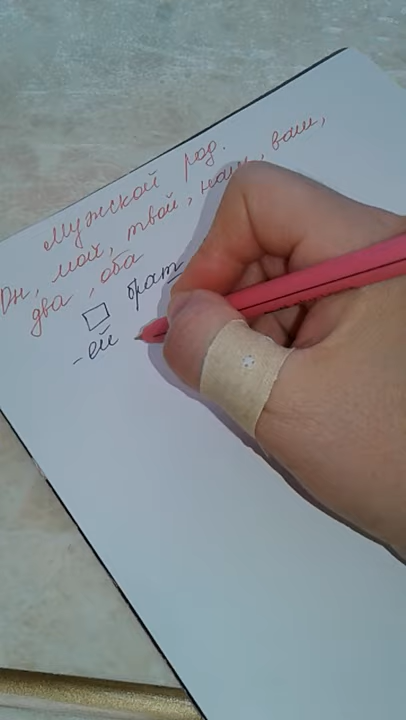 Мужской род.
Он, мой, твой, наш, ваш,
два, оба
брат
-ей